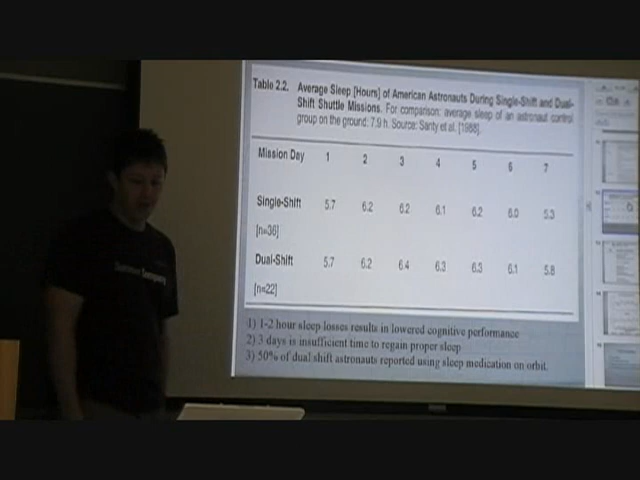 Table 2.2. Average Sleep [Hours] of American Astronauts During Single-Shift and Dual-
Shift Shuttle Missions. For comparison: average sleep of an astronaut control
group on the ground: 7.9 h. Source: Santy et al. [1988].
Mission Day 1 2 3 4 5 6 7
Single-Shift 5.7 6.2 6.2 6.1 6.2 6.0 5.3
[n=36]
Dual-Shift 5.7 6.2 6.4 6.3 6.3 6.1 5.8
[n=22]
1) 1-2 hour sleep losses results in lowered cognitive performance
2) 3 days is insufficient time to regain proper sleep
3) 50% of dual shift astronauts reported using sleep medication on orbit.